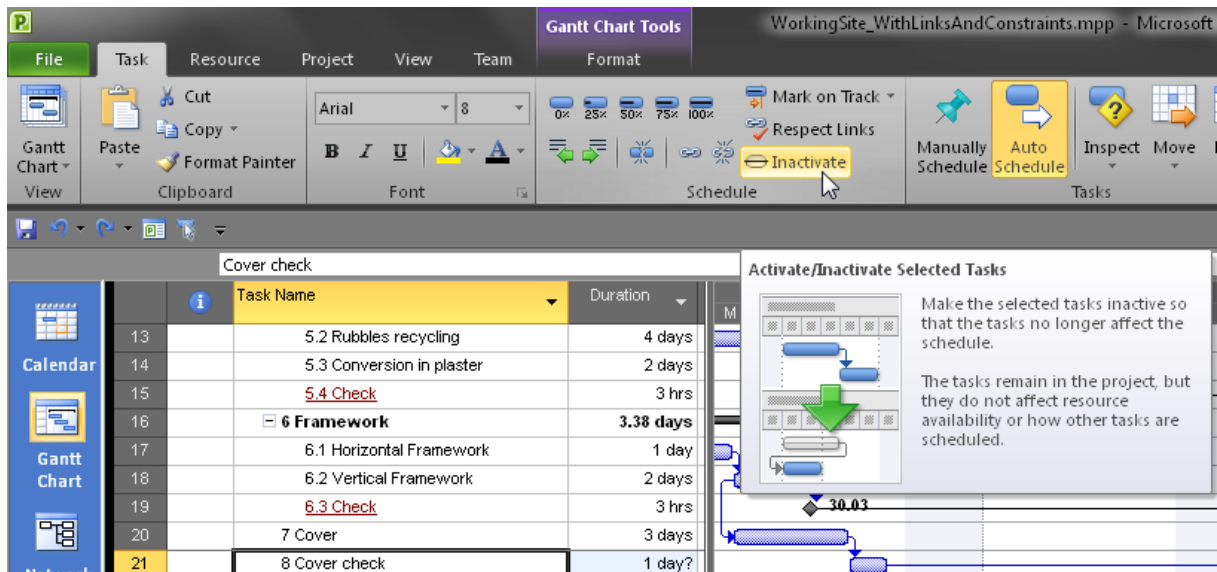 Gantt Chart Tools
WorkingSite_WithLinksAndConstraints.mpp - Microsoft
File Task Resource Project View Team Format
Gantt
Chart
View
Paste
Cut
Copy
Format Painter
Clipboard
Arial 8
B I U A
Font
0% 25% 50% 75% 100%
Mark on Track
Respect Links
Inactivate
Schedule
Manually
Schedule
Auto
Schedule
Inspect Move
Tasks
Cover check
Activate/Inactivate Selected Tasks
Make the selected tasks inactive so
that the tasks no longer affect the
schedule.
The tasks remain in the project, but
they do not affect resource
availability or how other tasks are
scheduled.
Calendar
Gantt
Chart
Task Name Duration M
13 5.2 Rubbles recycling 4 days
14 5.3 Conversion in plaster 2 days
15 5.4 Check 3 hrs
16 6 Framework 3.38 days
17 6.1 Horizontal Framework 1 day
18 6.2 Vertical Framework 2 days
19 6.3 Check 3 hrs 30.03
20 7 Cover 3 days
21 8 Cover check 1 day?